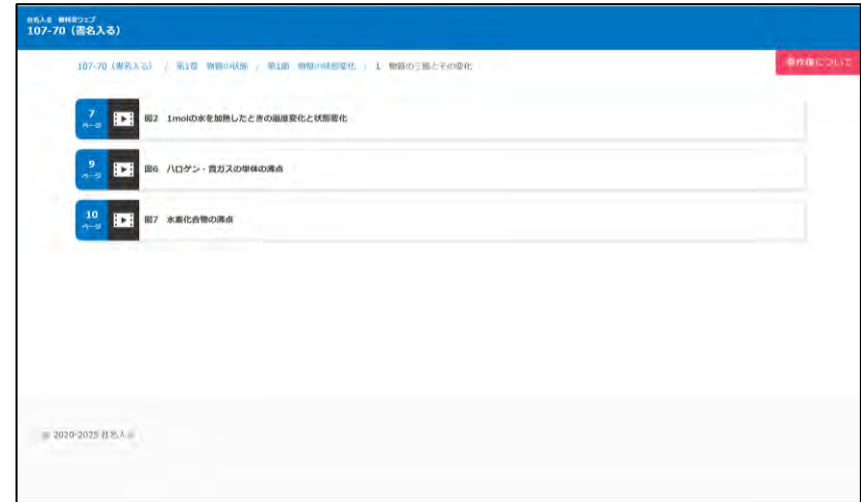 社名入る 教科書ウェブ
107-70（書名入る）
107-70（書名入る） / 第1章 物質の状態 / 第1節 物質の状態変化 / 1. 物質の三態とその変化
著作権について
7
ページ
図2 1molの水を加熱したときの温度変化と状態変化
9
ページ
図6 ハロゲン・貴ガスの単体の沸点
10
ページ
図7 水素化合物の沸点
© 2020-2025 社名入る